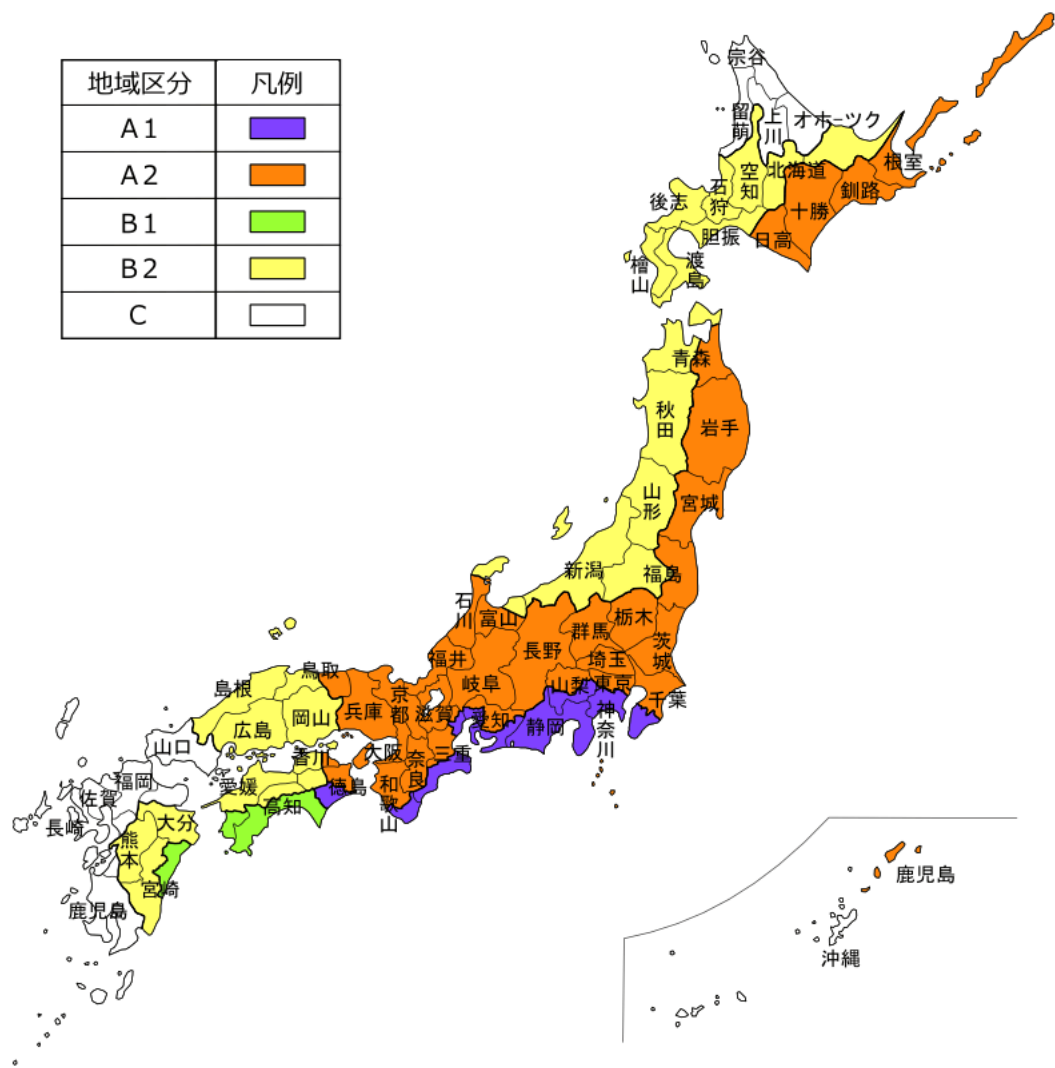 地域区分 凡例
A1
A2
B1
B2
C
宗谷
留萌
上川
オホーツク
北海道
根室
釧路
十勝
日高
空知
石狩
後志
胆振
渡島
檜山
青森
秋田
岩手
山形
宮城
新潟
福島
石川
富山
栃木
群馬
茨城
長野
埼玉
福井
岐阜
山梨
東京
千葉
神奈川
静岡
愛知
滋賀
京都
兵庫
鳥取
島根
岡山
広島
山口
大阪
奈良
三重
和歌山
香川
徳島
愛媛
高知
福岡
佐賀
長崎
大分
熊本
宮崎
鹿児島
鹿児島
沖縄